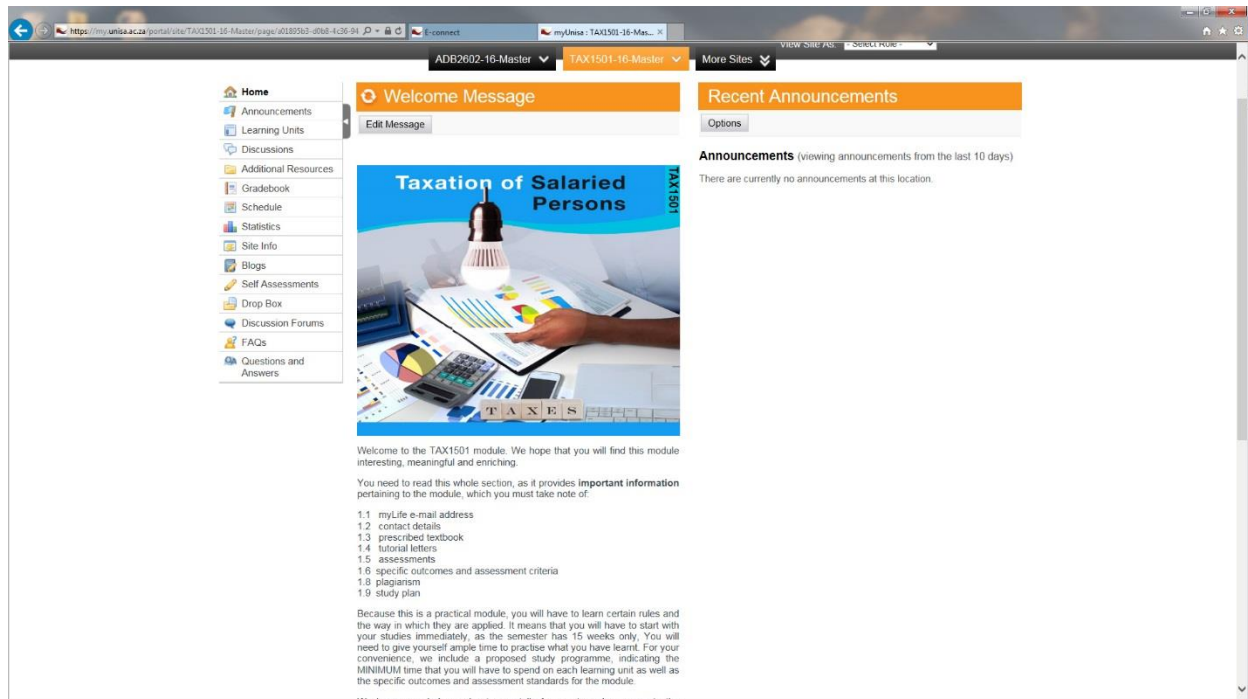 https://my.unisa.ac.za/portal/site/TAX1501-16-Master/page/a01895b3-d0b8-4c36-94
E-connect
myUnisa : TAX1501-16-Mas...
View Site As:
- Select Role -
ADB2602-16-Master
TAX1501-16-Master
More Sites
Home
Announcements
Learning Units
Discussions
Additional Resources
Gradebook
Schedule
Statistics
Site Info
Blogs
Self Assessments
Drop Box
Discussion Forums
FAQs
Questions and
Answers
Welcome Message
Edit Message
Taxation of Salaried
Persons
TAX1501
TAXES
Welcome to the TAX1501 module. We hope that you will find this module
interesting, meaningful and enriching.
You need to read this whole section, as it provides important information
pertaining to the module, which you must take note of:
1.1 myLife e-mail address
1.2 contact details
1.3 prescribed textbook
1.4 tutorial letters
1.5 assessments
1.6 specific outcomes and assessment criteria
1.8 plagiarism
1.9 study plan
Because this is a practical module, you will have to learn certain rules and
the way in which they are applied. It means that you will have to start with
your studies immediately, as the semester has 15 weeks only, You will
need to give yourself ample time to practise what you have learnt. For your
convenience, we include a proposed study programme, indicating the
MINIMUM time that you will have to spend on each learning unit as well as
the specific outcomes and assessment standards for the module.
Recent Announcements
Options
Announcements (viewing announcements from the last 10 days)
There are currently no announcements at this location.